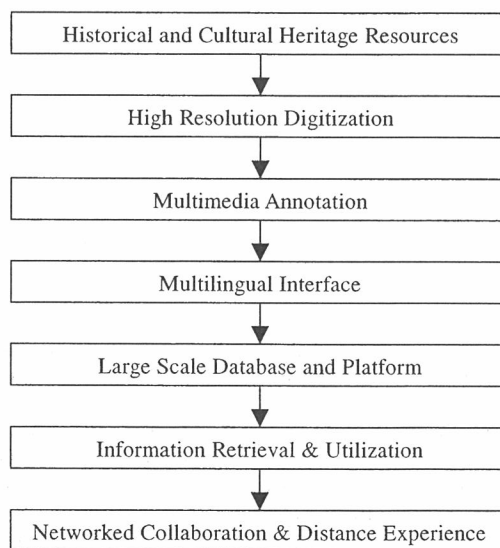 Historical and Cultural Heritage Resources
High Resolution Digitization
Multimedia Annotation
Multilingual Interface
Large Scale Database and Platform
Information Retrieval & Utilization
Networked Collaboration & Distance Experience